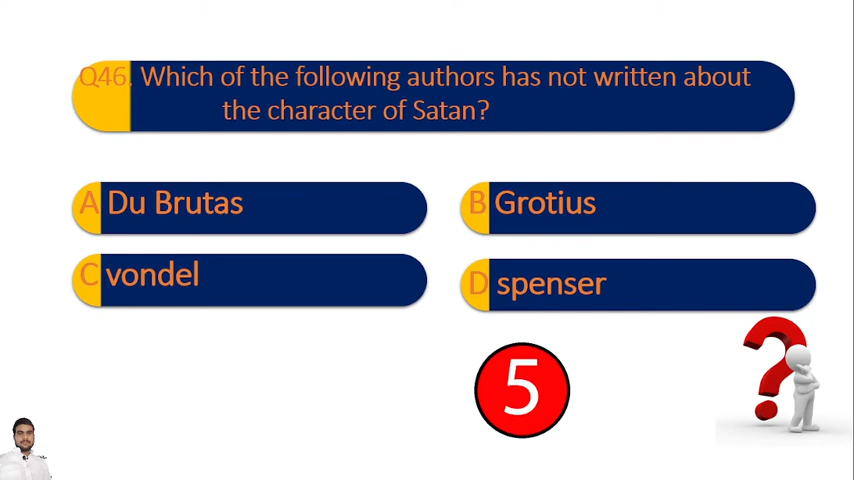 Q46. Which of the following authors has not written about
the character of Satan?
A Du Brutas
B Grotius
C vondel
D spenser
5